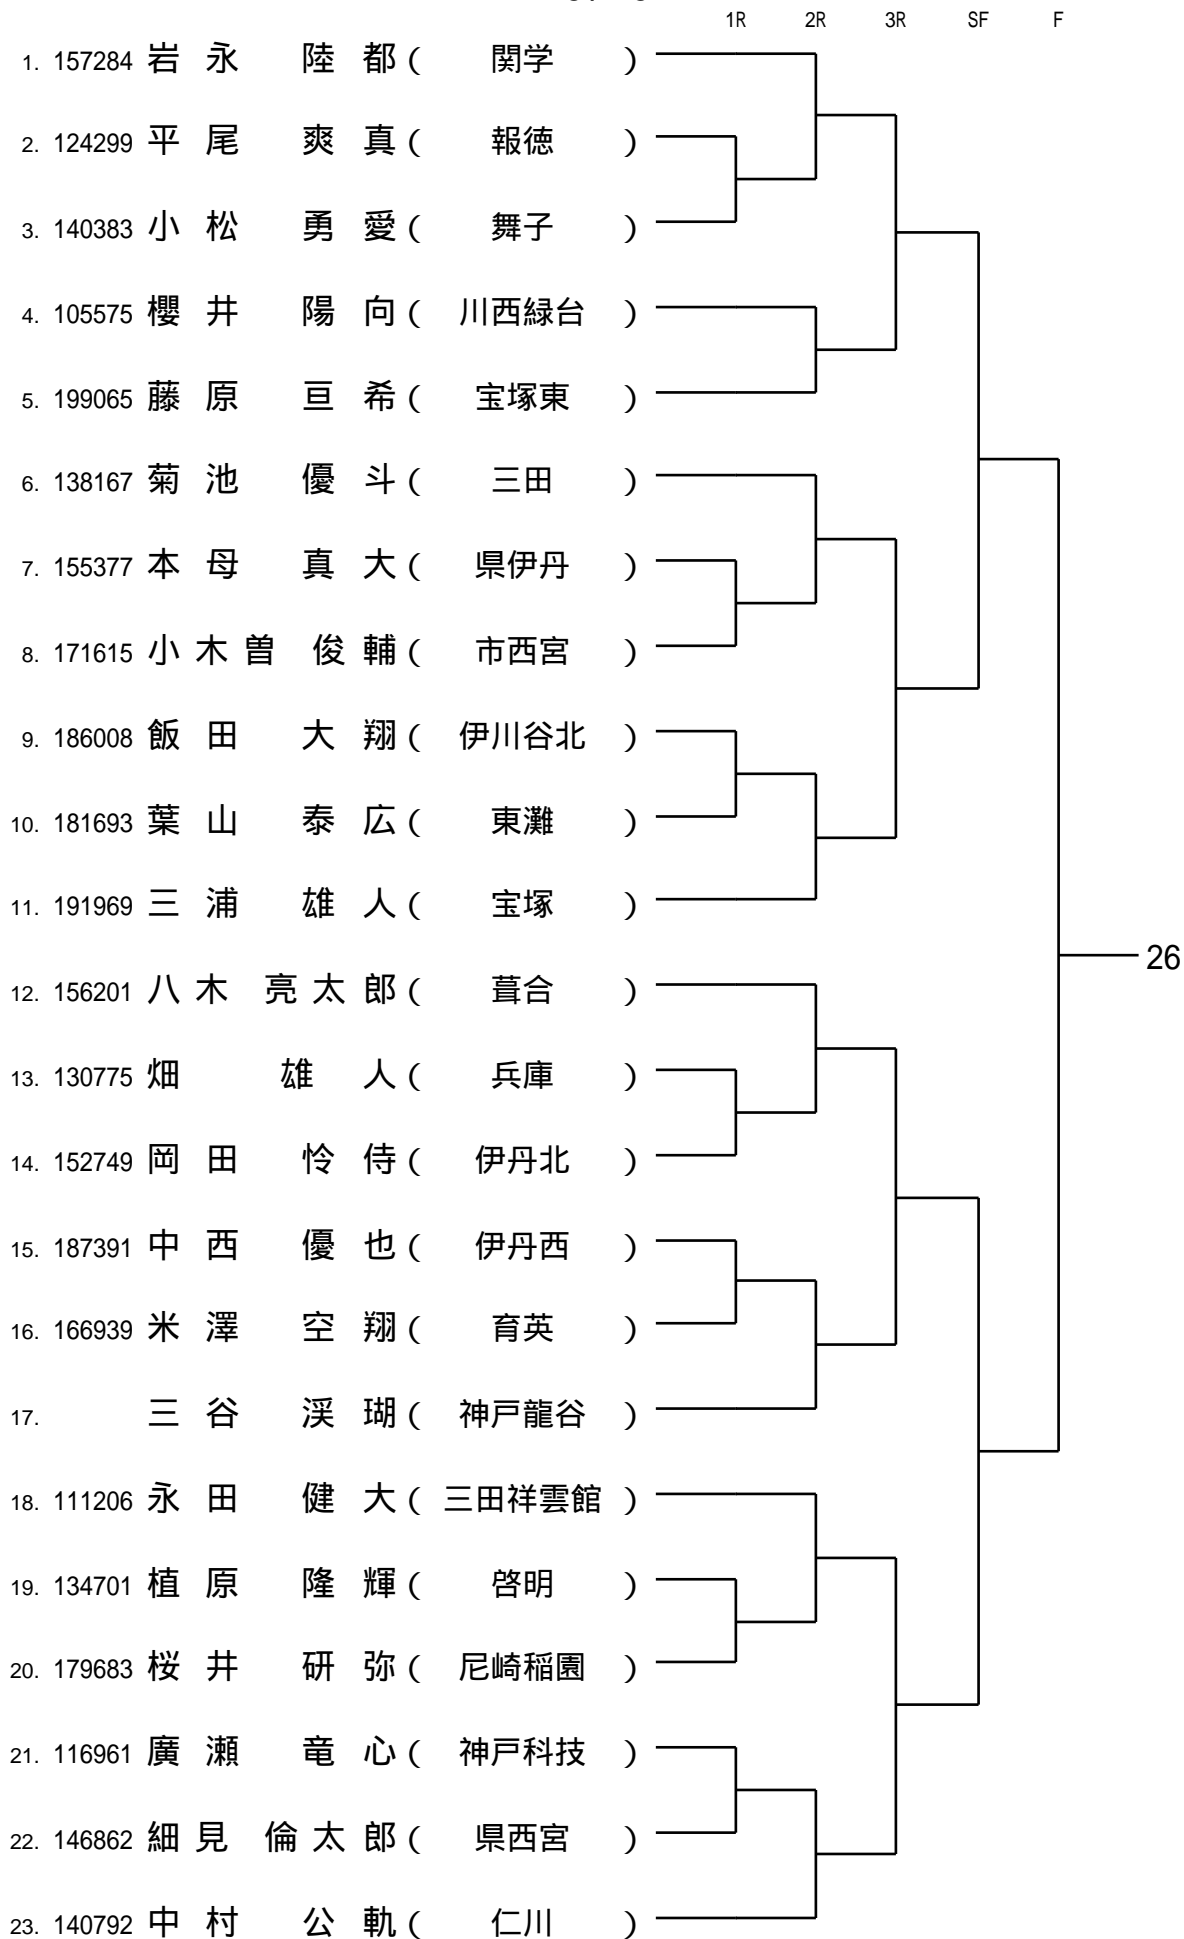 1R 2R 3R SF F
1. 157284 岩永 陸都 ( 関学 )
2. 124299 平尾 爽真 ( 報徳 )
3. 140383 小松 勇愛 ( 舞子 )
4. 105575 櫻井 陽向 ( 川西緑台 )
5. 199065 藤原 亘希 ( 宝塚東 )
6. 138167 菊池 優斗 ( 三田 )
7. 155377 本母 真大 ( 県伊丹 )
8. 171615 小木曽 俊輔 ( 市西宮 )
9. 186008 飯田 大翔 ( 伊川谷北 )
10. 181693 葉山 泰広 ( 東灘 )
11. 191969 三浦 雄人 ( 宝塚 )
26
12. 156201 八木 亮太郎 ( 葺合 )
13. 130775 畑 雄人 ( 兵庫 )
14. 152749 岡田 怜侍 ( 伊丹北 )
15. 187391 中西 優也 ( 伊丹西 )
16. 166939 米澤 空翔 ( 育英 )
17. 三谷 渓瑚 ( 神戸龍谷 )
18. 111206 永田 健大 ( 三田祥雲館 )
19. 134701 植原 隆輝 ( 啓明 )
20. 179683 桜井 研弥 ( 尼崎稲園 )
21. 116961 廣瀬 竜心 ( 神戸科技 )
22. 146862 細見 倫太郎 ( 県西宮 )
23. 140792 中村 公軌 ( 仁川 )